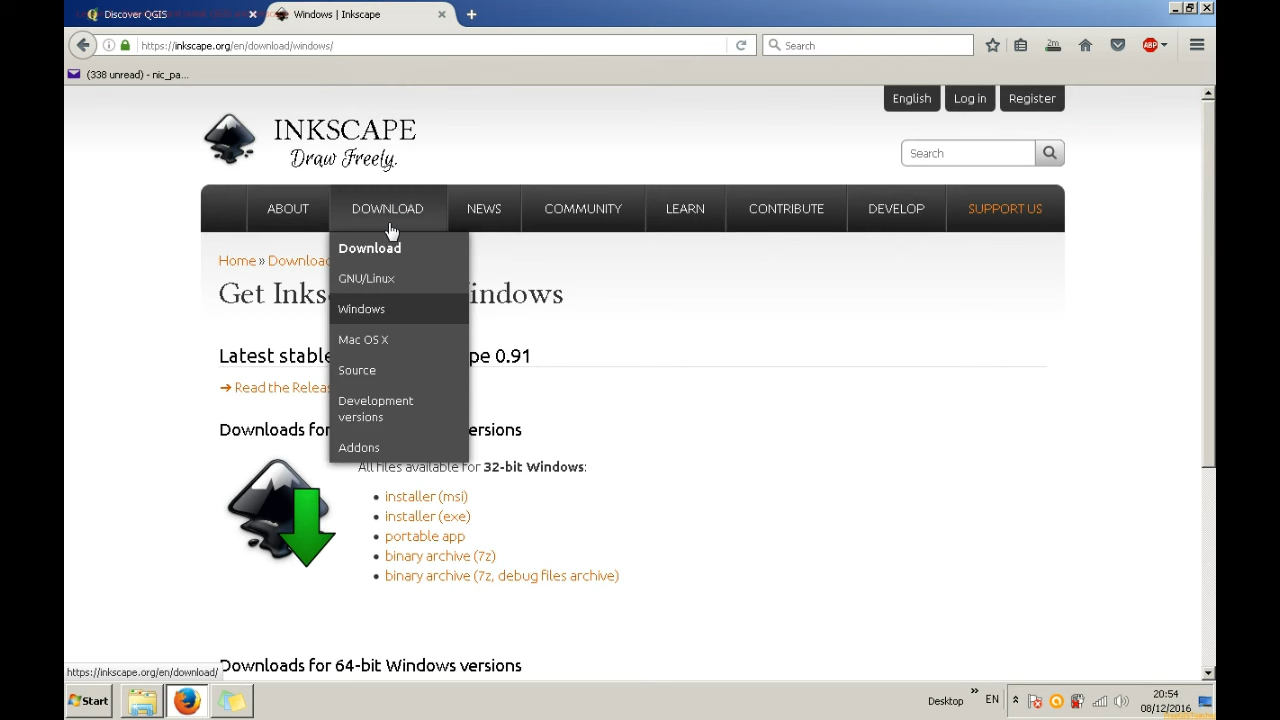 Discover QGIS
Windows | Inkscape
https://inkscape.org/en/download/windows/
Search
2m
ABP
(338 unread) - nic_pa...
English
Log in
Register
INKSCAPE
Draw Freely.
Search
ABOUT
DOWNLOAD
NEWS
COMMUNITY
LEARN
CONTRIBUTE
DEVELOP
SUPPORT US
Download
GNU/Linux
Windows
Mac OS X
Source
Development
versions
Addons
Home » Download
Get Inks indows
Latest stable pe 0.91
Read the Relea
Downloads for ersions
All files available for 32-bit Windows:
installer (msi)
installer (exe)
portable app
binary archive (7z)
binary archive (7z, debug files archive)
Downloads for 64-bit Windows versions
https://inkscape.org/en/download/
Start
Desktop
EN
20:54
08/12/2016